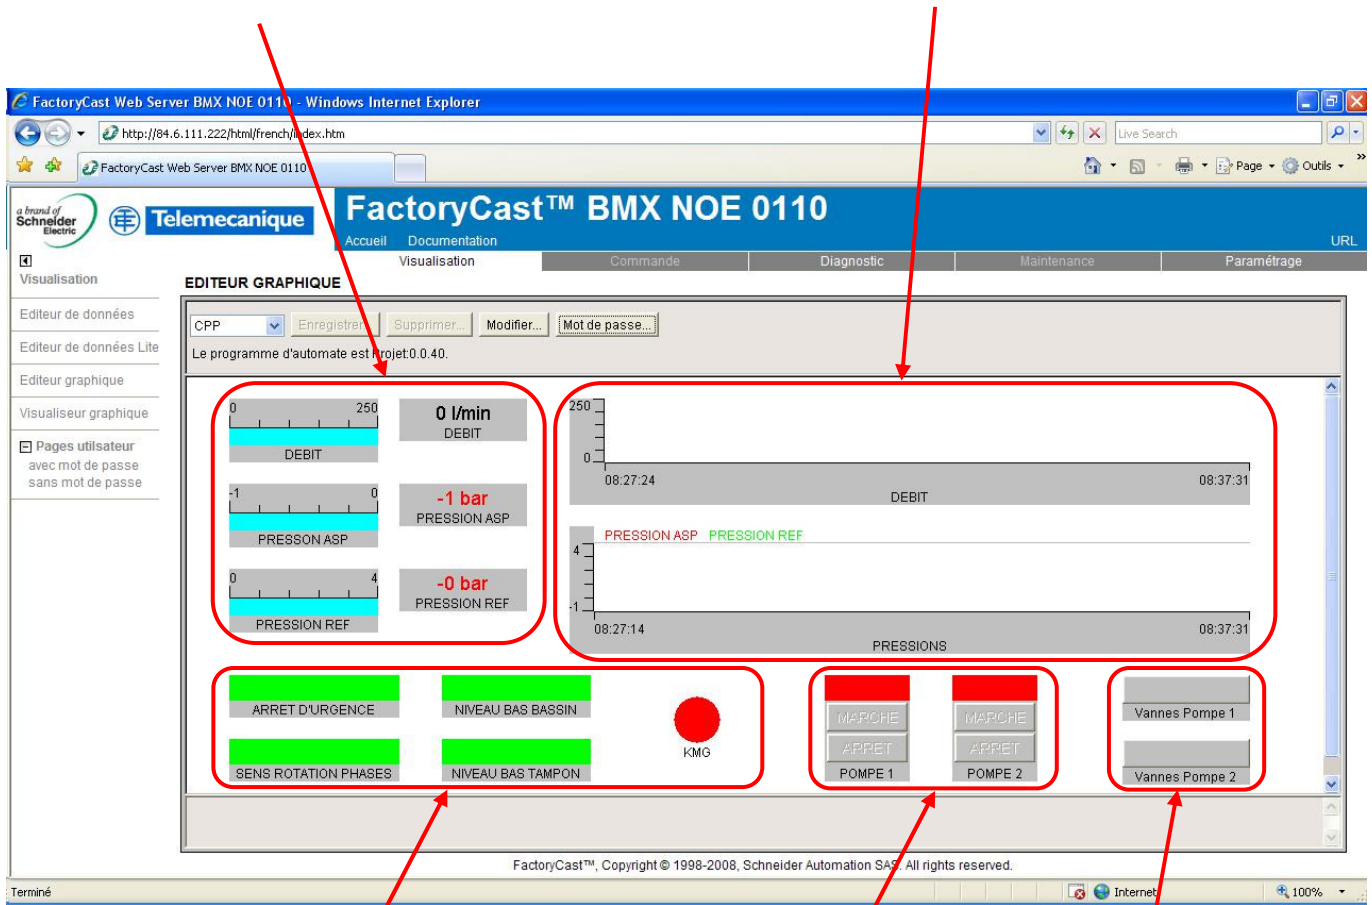 FactoryCast Web Server BMX NOE 0110 - Windows Internet Explorer
http://84.6.111.222/html/french/index.htm
Live Search
FactoryCast Web Server BMX NOE 0110
Page
Outils
a brand of
Schneider
Electric
Telemecanique
FactoryCast™ BMX NOE 0110
Accueil Documentation URL
Visualisation Commande Diagnostic Maintenance Paramétrage
Visualisation
EDITEUR GRAPHIQUE
Editeur de données
Editeur de données Lite
Editeur graphique
Visualiseur graphique
Pages utilsateur
avec mot de passe
sans mot de passe
CPP Enregistrer... Supprimer... Modifier... Mot de passe...
Le programme d'automate est Projet:0.0.40.
0 250
DEBIT
0 l/min
DEBIT
-1 0
PRESSON ASP
-1 bar
PRESSION ASP
0 4
PRESSION REF
-0 bar
PRESSION REF
250
0
08:27:24 08:37:31
DEBIT
PRESSION ASP PRESSION REF
4
-1
08:27:14 08:37:31
PRESSIONS
ARRET D'URGENCE
NIVEAU BAS BASSIN
SENS ROTATION PHASES
NIVEAU BAS TAMPON
KMG
MARCHE
ARRET
POMPE 1
MARCHE
ARRET
POMPE 2
Vannes Pompe 1
Vannes Pompe 2
FactoryCast™, Copyright © 1998-2008, Schneider Automation SAS. All rights reserved.
Terminé Internet 100%